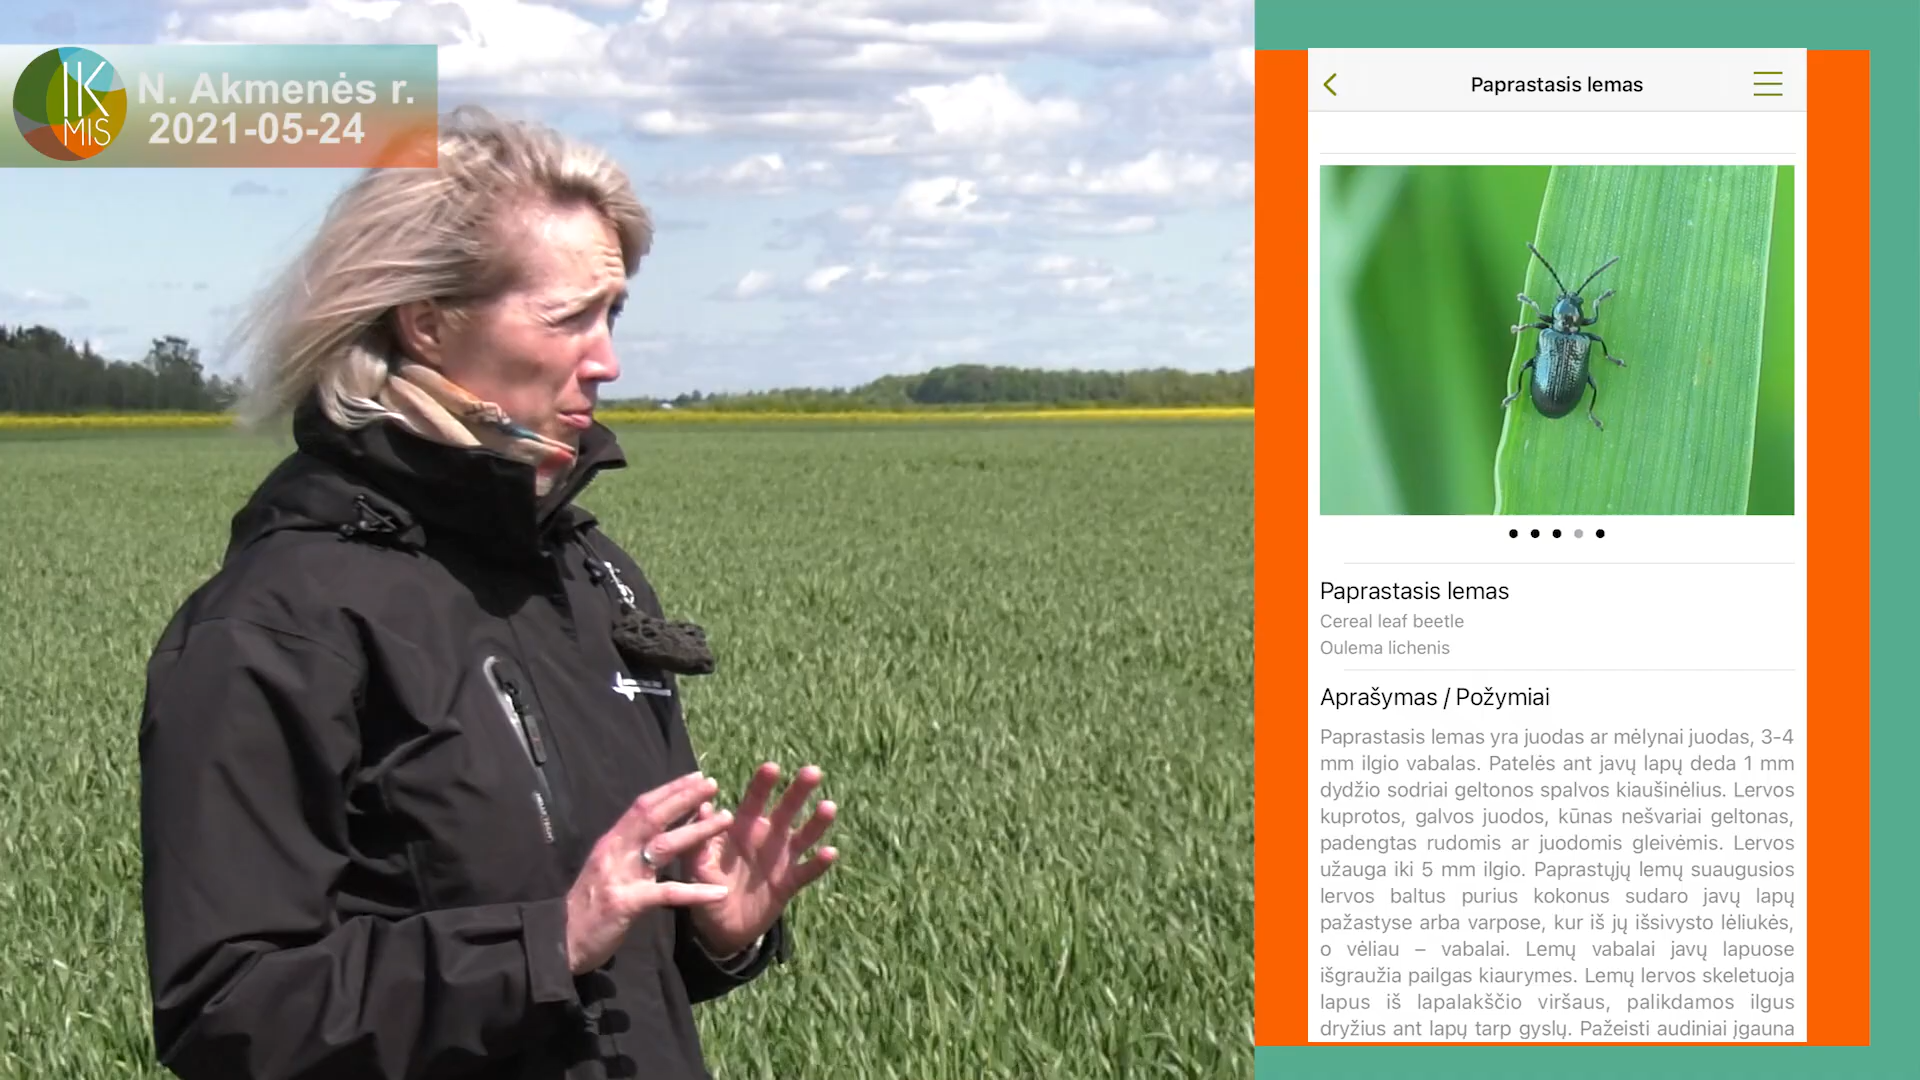 IK
MIS
N. Akmenės r.
2021-05-24
Paprastasis lemas
Paprastasis lemas
Cereal leaf beetle
Oulema lichenis
Aprašymas / Požymiai
Paprastasis lemas yra juodas ar mėlynai juodas, 3-4
mm ilgio vabalas. Patelės ant javų lapų deda 1 mm
dydžio sodriai geltonos spalvos kiaušinėlius. Lervos
kuprotos, galvos juodos, kūnas nešvariai geltonas,
padengtas rudomis ar juodomis gleivėmis. Lervos
užauga iki 5 mm ilgio. Paprastųjų lemų suaugusios
lervos baltus purius kokonus sudaro javų lapų
pažastyse arba varpose, kur iš jų išsivysto lėliukės,
o vėliau – vabalai. Lemų vabalai javų lapuose
išgraužia pailgas kiaurymes. Lemų lervos skeletuoja
lapus iš lapalakščio viršaus, palikdamos ilgus
dryžius ant lapų tarp gyslų. Pažeisti audiniai įgauna